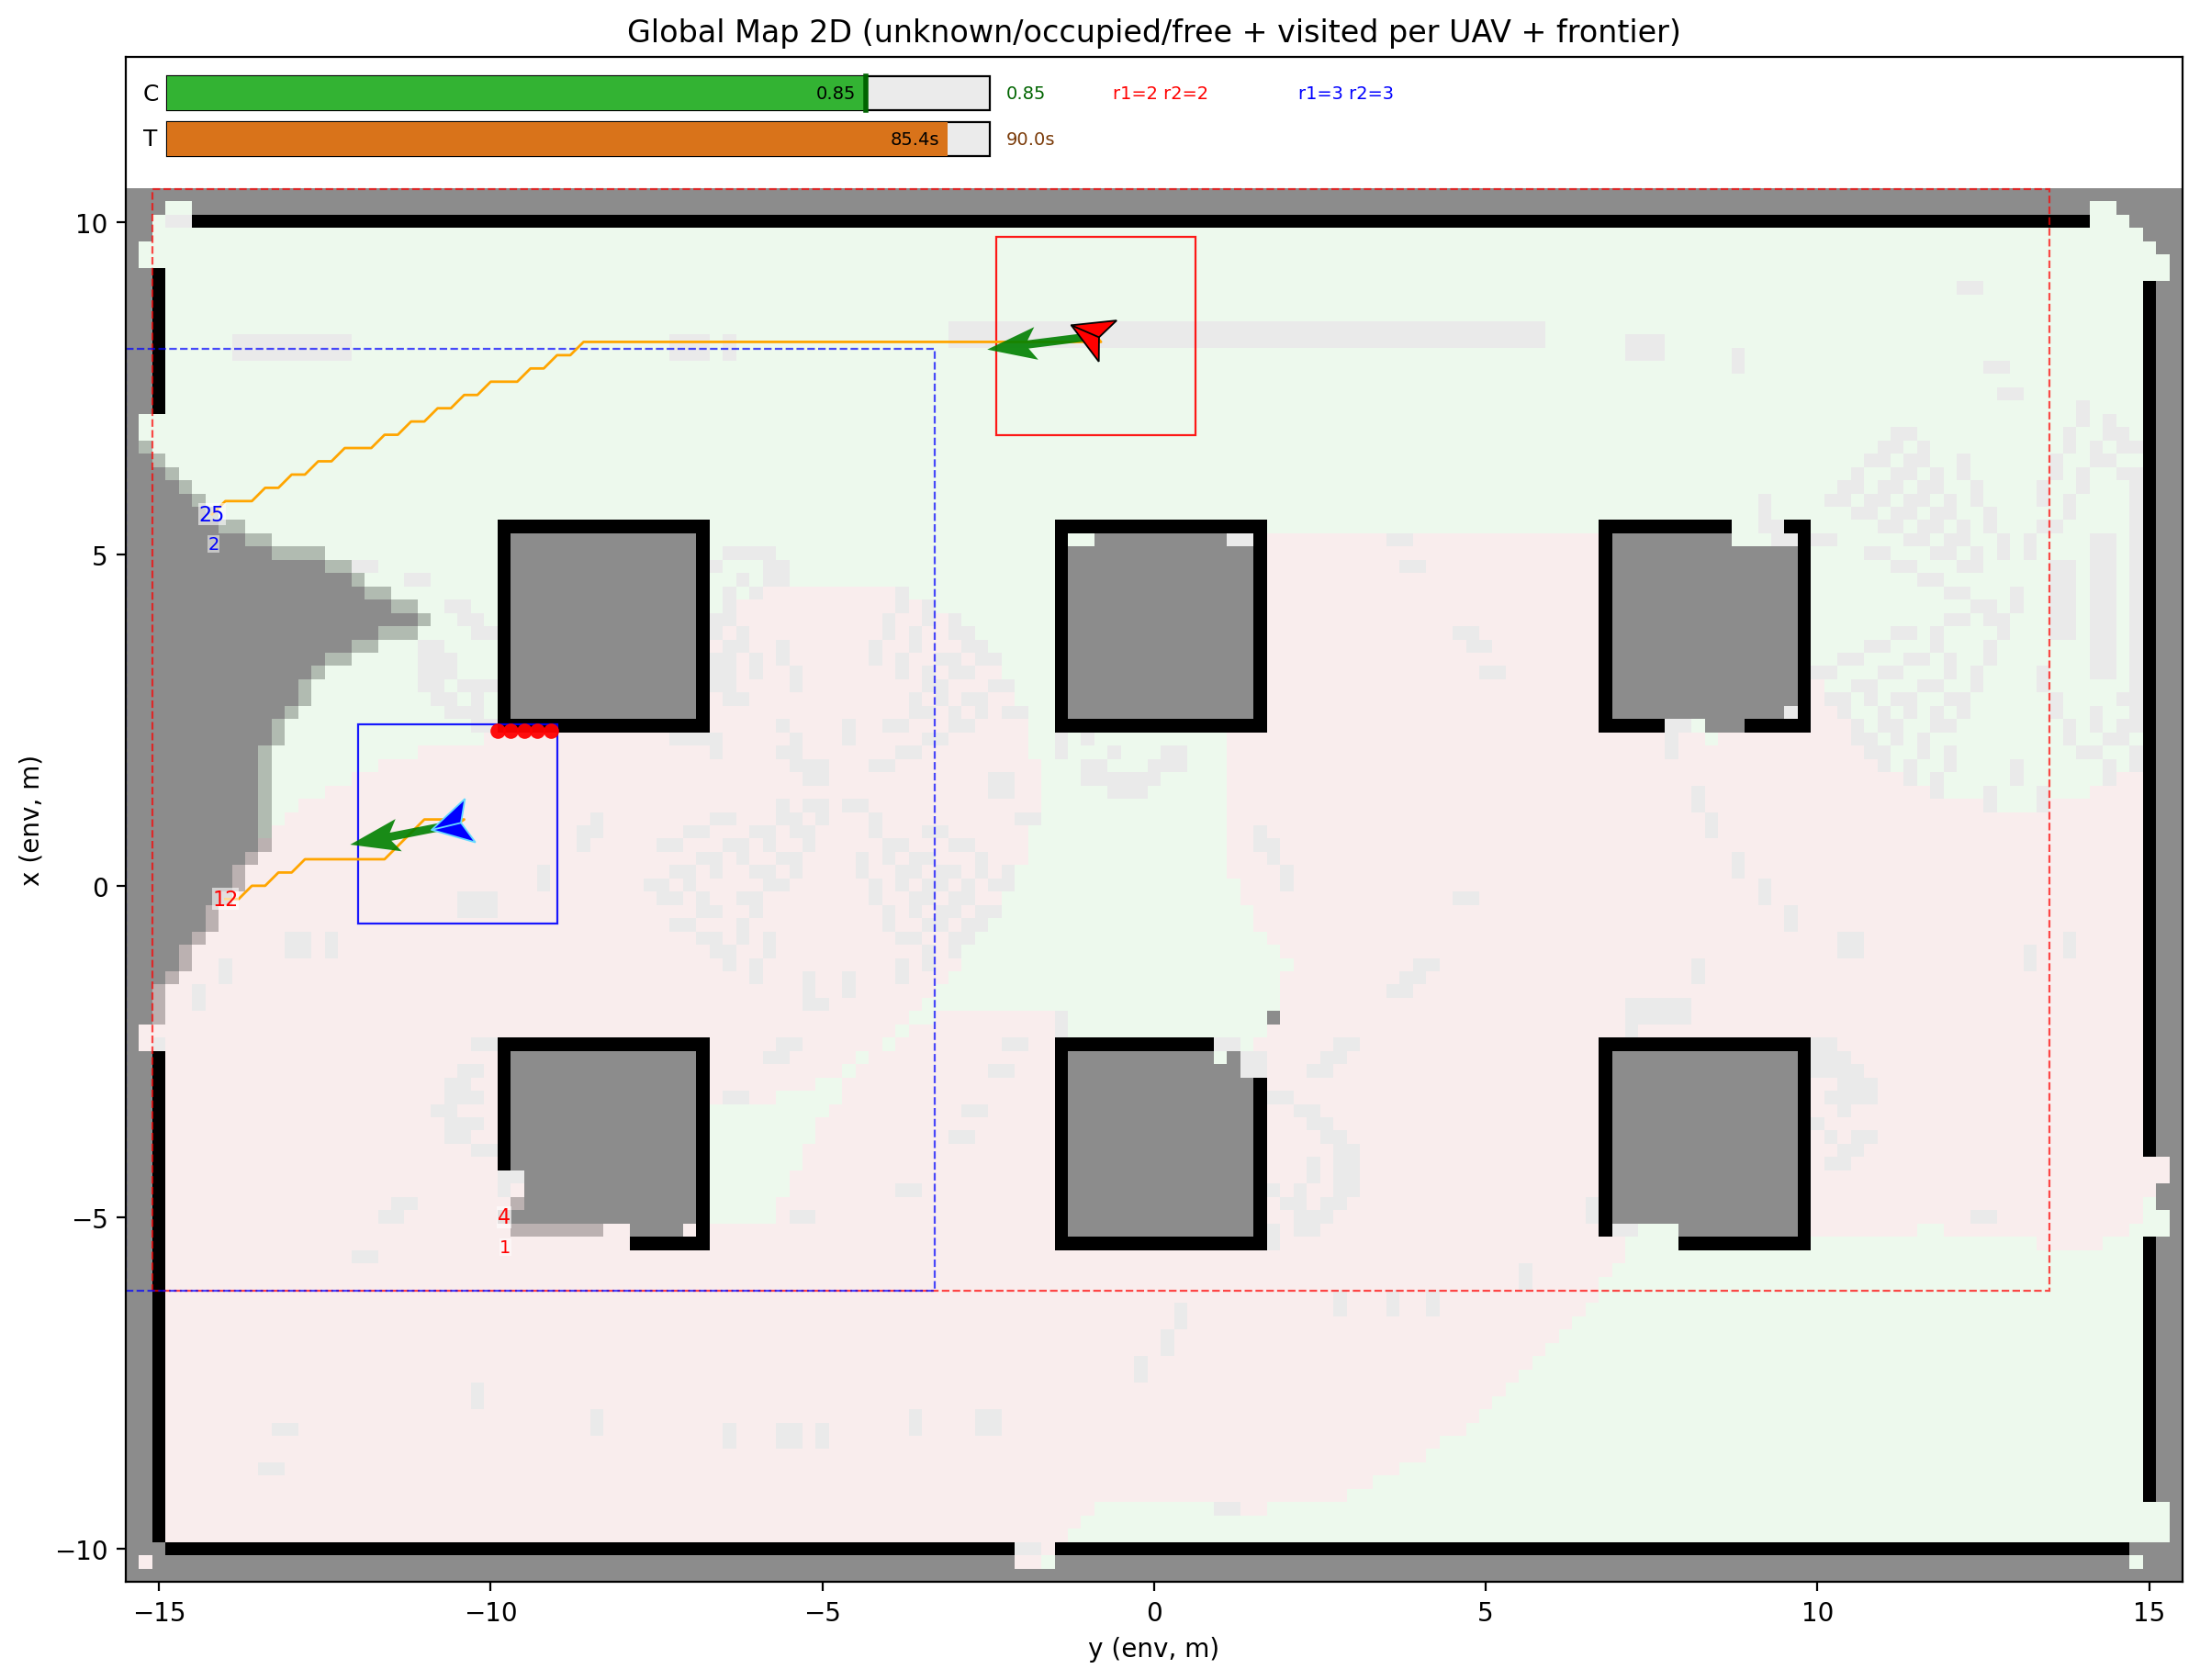 Global Map 2D (unknown/occupied/free + visited per UAV + frontier)
C 0.85 0.85 r1=2 r2=2 r1=3 r2=3
T 85.4s 90.0s
10
5
0
−5
−10
25
2
12
4
1
−15 −10 −5 0 5 10 15
x (env, m)
y (env, m)